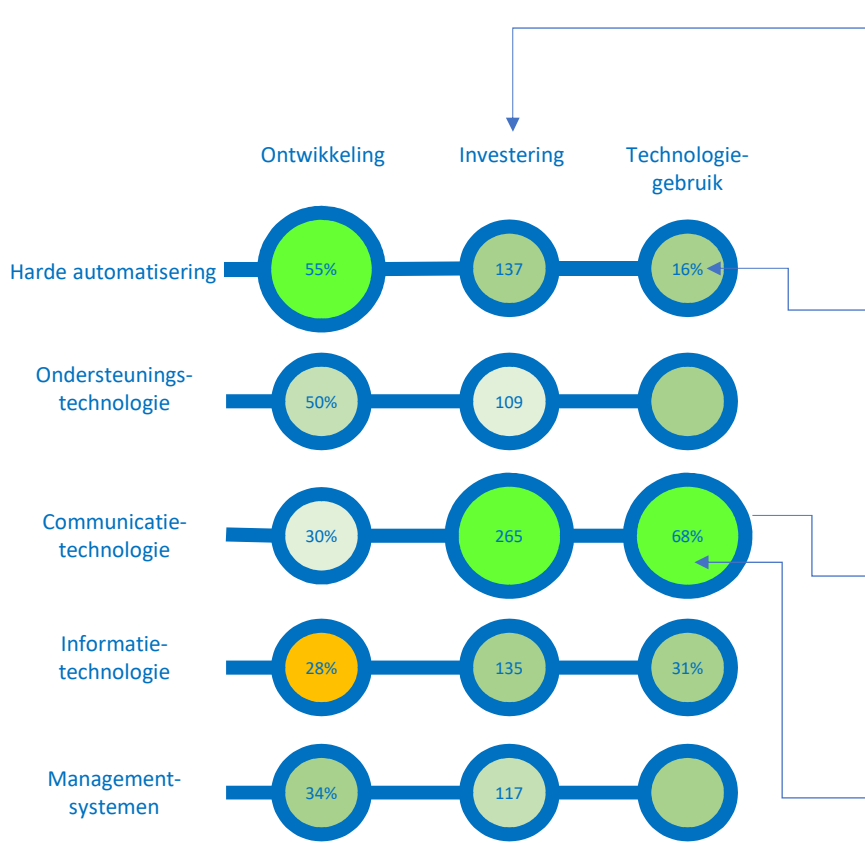 Ontwikkeling Investering Technologie-
gebruik
Harde automatisering 55% 137 16%
Ondersteunings-
technologie 50% 109
Communicatie-
technologie 30% 265 68%
Informatie-
technologie 28% 135 31%
Management-
systemen 34% 117